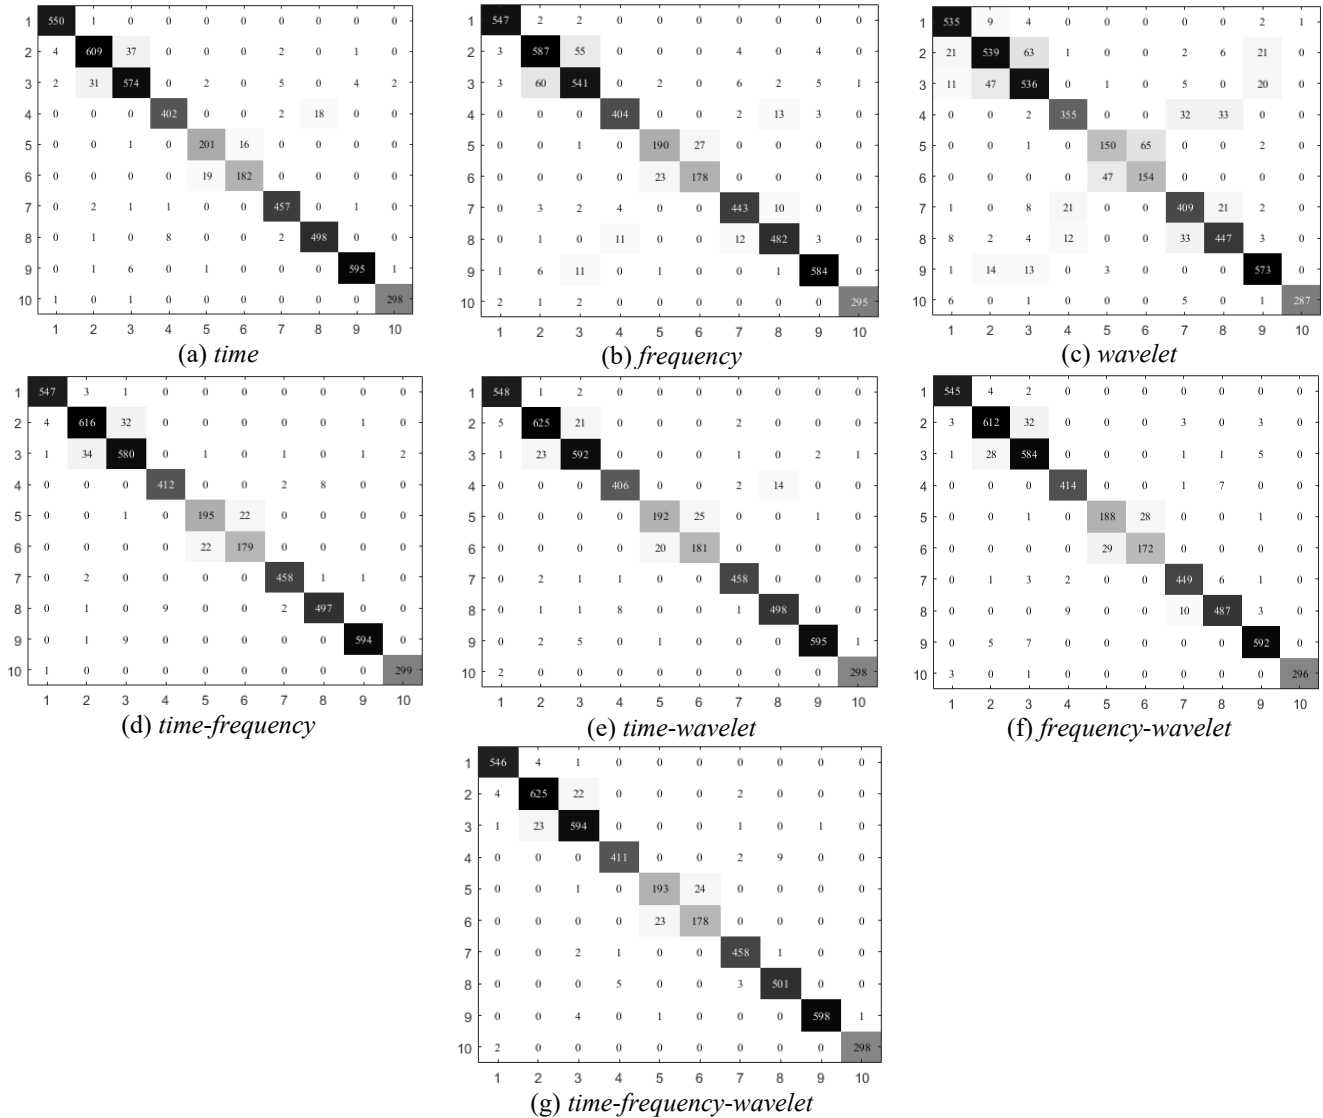 1 550 1 0 0 0 0 0 0 0 0
2 4 609 37 0 0 0 2 0 1 0
3 2 31 574 0 2 0 5 0 4 2
4 0 0 0 402 0 0 2 18 0 0
5 0 0 1 0 201 16 0 0 0 0
6 0 0 0 0 19 182 0 0 0 0
7 0 2 1 1 0 0 457 0 1 0
8 0 1 0 8 0 0 2 498 0 0
9 0 1 6 0 1 0 0 0 595 1
10 1 0 1 0 0 0 0 0 0 298
1 2 3 4 5 6 7 8 9 10
(a) time
1 547 2 2 0 0 0 0 0 0 0
2 3 587 55 0 0 0 4 0 4 0
3 3 60 541 0 2 0 6 2 5 1
4 0 0 0 404 0 0 2 13 3 0
5 0 0 1 0 190 27 0 0 0 0
6 0 0 0 0 23 178 0 0 0 0
7 0 3 2 4 0 0 443 10 0 0
8 0 1 0 11 0 0 12 482 3 0
9 1 6 11 0 1 0 0 1 584 0
10 2 1 2 0 0 0 0 0 0 295
1 2 3 4 5 6 7 8 9 10
(b) frequency
1 535 9 4 0 0 0 0 0 2 1
2 21 539 63 1 0 0 2 6 21 0
3 11 47 536 0 1 0 5 0 20 0
4 0 0 2 355 0 0 32 33 0 0
5 0 0 1 0 150 65 0 0 2 0
6 0 0 0 0 47 154 0 0 0 0
7 1 0 8 21 0 0 409 21 2 0
8 8 2 4 12 0 0 33 447 3 0
9 1 14 13 0 3 0 0 0 573 0
10 6 0 1 0 0 0 5 0 1 287
1 2 3 4 5 6 7 8 9 10
(c) wavelet
1 547 3 1 0 0 0 0 0 0 0
2 4 616 32 0 0 0 0 0 1 0
3 1 34 580 0 1 0 1 0 1 2
4 0 0 0 412 0 0 2 8 0 0
5 0 0 1 0 195 22 0 0 0 0
6 0 0 0 0 22 179 0 0 0 0
7 0 2 0 0 0 0 458 1 1 0
8 0 1 0 9 0 0 2 497 0 0
9 0 1 9 0 0 0 0 0 594 0
10 1 0 0 0 0 0 0 0 0 299
1 2 3 4 5 6 7 8 9 10
(d) time-frequency
1 548 1 2 0 0 0 0 0 0 0
2 5 625 21 0 0 0 2 0 0 0
3 1 23 592 0 0 0 1 0 2 1
4 0 0 0 406 0 0 2 14 0 0
5 0 0 0 0 192 25 0 0 1 0
6 0 0 0 0 20 181 0 0 0 0
7 0 2 1 1 0 0 458 0 0 0
8 0 1 1 8 0 0 1 498 0 0
9 0 2 5 0 1 0 0 0 595 1
10 2 0 0 0 0 0 0 0 0 298
1 2 3 4 5 6 7 8 9 10
(e) time-wavelet
1 545 4 2 0 0 0 0 0 0 0
2 3 612 32 0 0 0 3 0 3 0
3 1 28 584 0 0 0 1 1 5 0
4 0 0 0 414 0 0 1 7 0 0
5 0 0 1 0 188 28 0 0 1 0
6 0 0 0 0 29 172 0 0 0 0
7 0 1 3 2 0 0 449 6 1 0
8 0 0 0 9 0 0 10 487 3 0
9 0 5 7 0 0 0 0 0 592 0
10 3 0 1 0 0 0 0 0 0 296
1 2 3 4 5 6 7 8 9 10
(f) frequency-wavelet
1 546 4 1 0 0 0 0 0 0 0
2 4 625 22 0 0 0 2 0 0 0
3 1 23 594 0 0 0 1 0 1 0
4 0 0 0 411 0 0 2 9 0 0
5 0 0 1 0 193 24 0 0 0 0
6 0 0 0 0 23 178 0 0 0 0
7 0 0 2 1 0 0 458 1 0 0
8 0 0 0 5 0 0 3 501 0 0
9 0 0 4 0 1 0 0 0 598 1
10 2 0 0 0 0 0 0 0 0 298
1 2 3 4 5 6 7 8 9 10
(g) time-frequency-wavelet